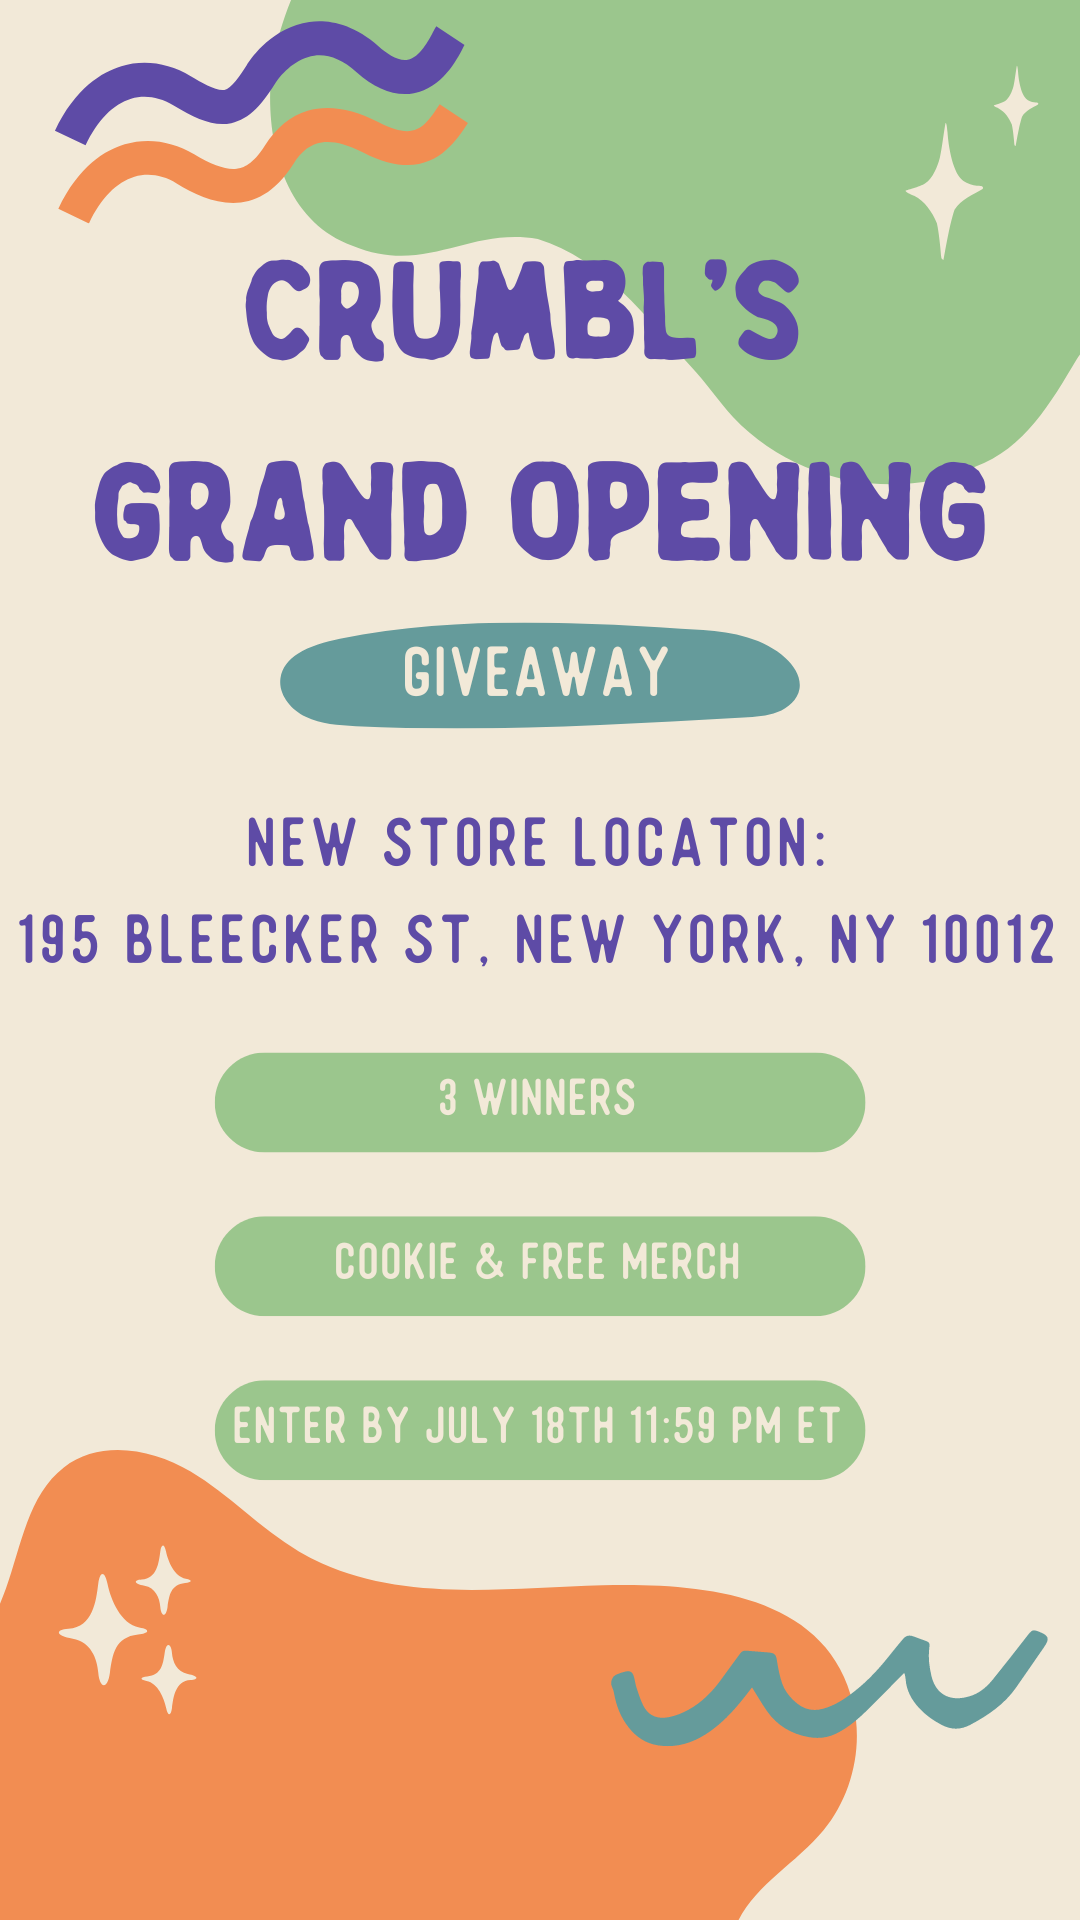 CRUMBL'S
GRAND OPENING
GIVEAWAY
NEW STORE LOCATON:
195 BLEECKER ST, NEW YORK, NY 10012
3 WINNERS
COOKIE & FREE MERCH
ENTER BY JULY 18TH 11:59 PM ET